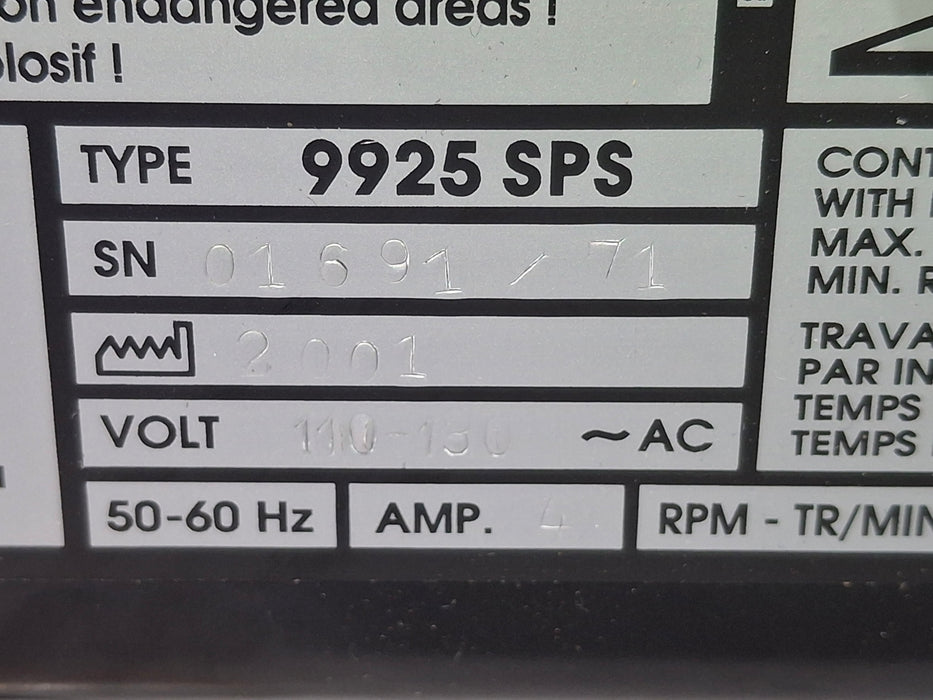 on endangered areas !
losif !
TYPE 9925 SPS
SN 01691/71
2001
VOLT 110-130 ~ AC
50-60 Hz
AMP. 4
RPM - TR/MIN
CONT
WITH
MAX.
MIN. R
TRAVA
PAR IN
TEMPS
TEMPS